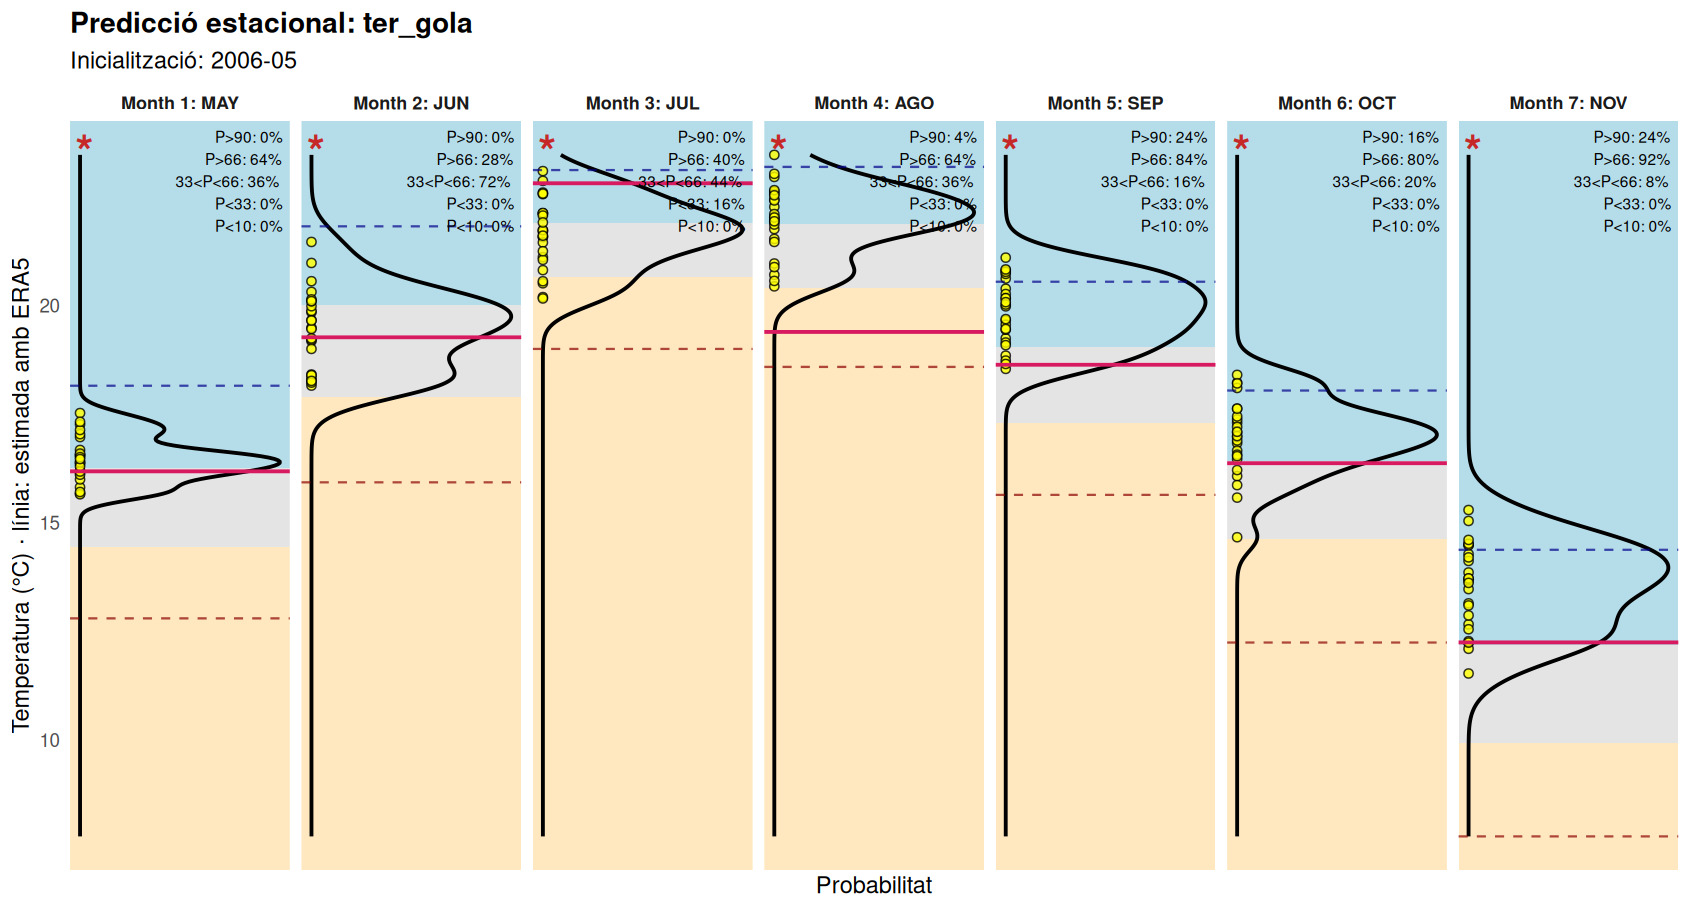 Predicció estacional: ter_gola
Inicialització: 2006-05
Month 1: MAY
Month 2: JUN
Month 3: JUL
Month 4: AGO
Month 5: SEP
Month 6: OCT
Month 7: NOV
*
P>90: 0%
P>66: 64%
33<P<66: 36%
P<33: 0%
P<10: 0%
*
P>90: 0%
P>66: 28%
33<P<66: 72%
P<33: 0%
P<10: 0%
*
P>90: 0%
P>66: 40%
33<P<66: 44%
P<33: 16%
P<10: 0%
*
P>90: 4%
P>66: 64%
33<P<66: 36%
P<33: 0%
P<10: 0%
*
P>90: 24%
P>66: 84%
33<P<66: 16%
P<33: 0%
P<10: 0%
*
P>90: 16%
P>66: 80%
33<P<66: 20%
P<33: 0%
P<10: 0%
*
P>90: 24%
P>66: 92%
33<P<66: 8%
P<33: 0%
P<10: 0%
Temperatura (°C) · línia: estimada amb ERA5
20
15
10
Probabilitat